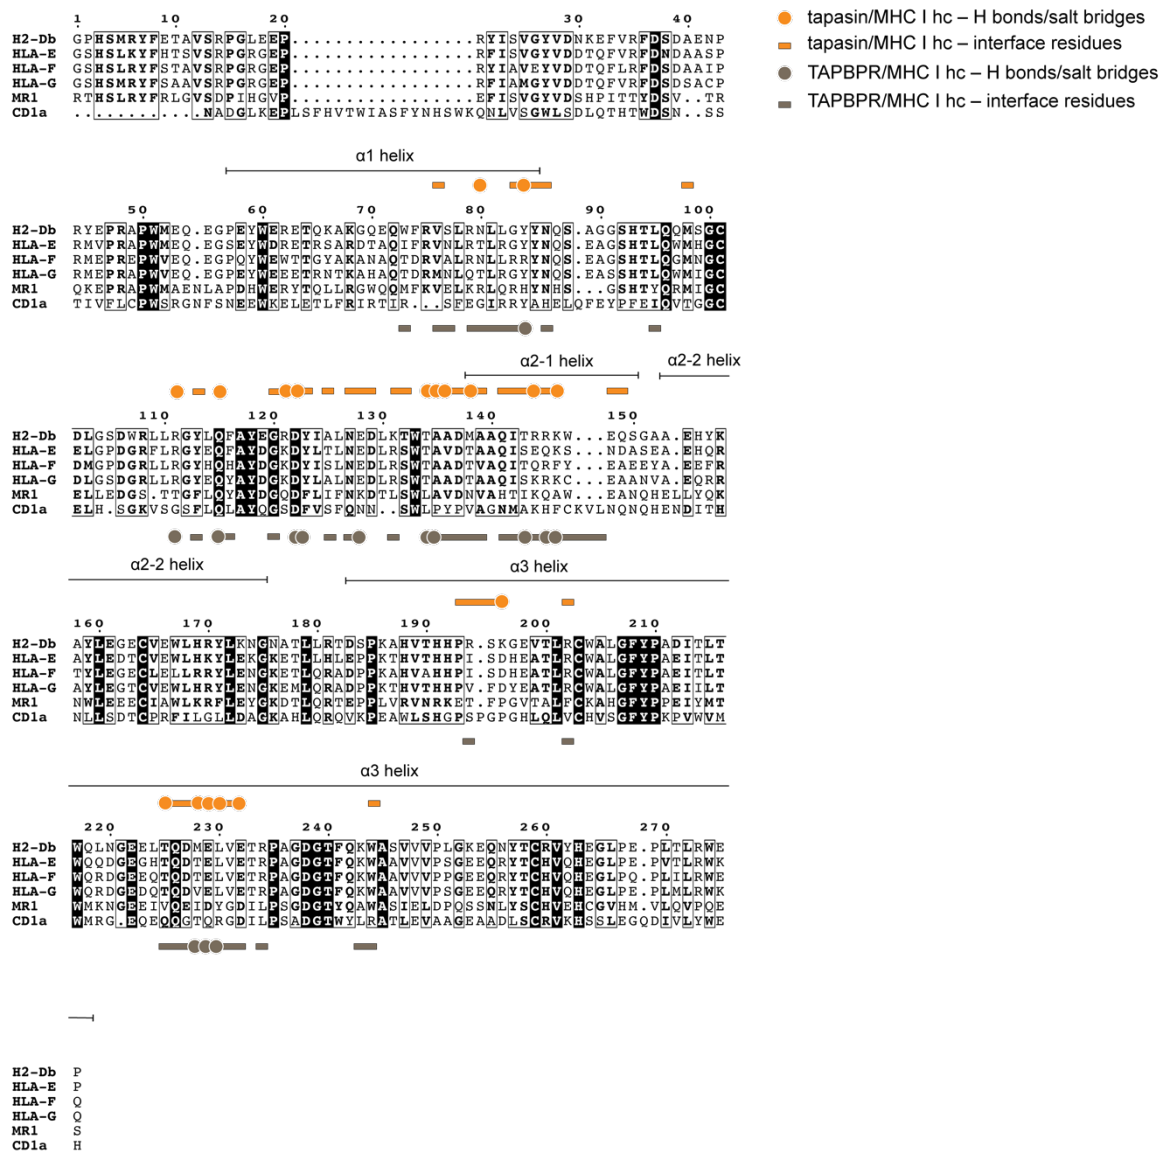 1 10 20 30 40
H2-Db GPHSMRYFETAVSRPGLEEP.................RYISVGYVDNKEFVRFDSDAENP
HLA-E GSHSLKYFHTSVSRPGRGEP.................RFISVGYVDDTQFVRFDNDAASP
HLA-F GSHSLRYFSTAVSRPGRGEP.................RYIAVEYVDDTQFLRFDSDAAIP
HLA-G GSHSMRYFSAAVSRPGRGEP.................RFIAMGYVDDTQFVRFDSDSACP
MR1 RTHSLRYFRLGVSDPIHGVP.................EFISVGYVDSHPITTYDSV..TR
CD1a ............NADGLKEPLSFHVTWIASFYNHSWKQNLVSGWLSDLQTHTWDSN..SS
tapasin/MHC I hc – H bonds/salt bridges
tapasin/MHC I hc – interface residues
TAPBPR/MHC I hc – H bonds/salt bridges
TAPBPR/MHC I hc – interface residues
α1 helix
50 60 70 80 90 100
H2-Db RYEPRAPWMEQ.EGPEYWERETQKAKGQEQWFRVSLRNLLGYYNQS.AGGSHTLQQMSGC
HLA-E RMVPRAPWMEQ.EGSEYWDRETRSARDTAQIFRVNLRTLRGYYNQS.EAGSHTLQWMHGC
HLA-F RMEPREPWVEQ.EGPQYWEWTTGYAKANAQTDRVALRNLLRRYNQS.EAGSHTLQGMNGC
HLA-G RMEPRAPWVEQ.EGPEYWEEETRNTKAHAQTDRMNLQTLRGYYNQS.EASSHTLQWMIGC
MR1 QKEPRAPWMAENLAPDHWERYTQLLRGWQQMFKVELKRLQRHYNHS...GSHTYQRMIGC
CD1a TIVFLCPWSRGNFSNEEWKELETLFRIRTIR...SFEGIRRYAHELQFEYPFEIQVTGGC
α2-1 helix α2-2 helix
110 120 130 140 150
H2-Db DLGSDWRLLRGYLQFAYEGRDYIALNEDLKTWTAADMAAQITRRKW...EQSGAA.EHYK
HLA-E ELGPDGRFLRGYEQFAYDGKDYLTLNEDLRSWTAVDTAAQISEQKS...NDASEA.EHQR
HLA-F DMGPDGRLLRGYHQHAYDGKDYISLNEDLRSWTAADTVAQITQRFY...EAEEYA.EEFR
HLA-G DLGSDGRLLRGYEQYAYDGKDYLALNEDLRSWTAADTAAQISKRKC...EAANVA.EQRR
MR1 ELLEDGS.TTGFLQYAYDGQDFLIFNKDTLSWLAVDNVAHTIKQAW...EANQHELLYQK
CD1a ELH.SGKVSGSFLQLAYQGSDFVSFQNN..SWLPYPVAGNMAKHFCKVLNQNQHENDITH
α2-2 helix α3 helix
160 170 180 190 200 210
H2-Db AYLEGECVEWLHRYLKNGNATLLRTDSPKAHVTHHPR.SKGEVTLRCWALGFYPADITLT
HLA-E AYLEDTCVEWLHKYLEKGKETLLHLEPPKTHVTHHPI.SDHEATLRCWALGFYPAEITLT
HLA-F TYLEGECLELLRRYLENGKETLQRADPPKAHVAHHPI.SDHEATLRCWALGFYPAEITLT
HLA-G AYLEGTCVEWLHRYLENGKEMLQRADPPKTHVTHHPV.FDYEATLRCWALGFYPAEIILT
MR1 NWLEEECIAWLKRFLEYGKDTLQRTEPPLVRVNRKET.FPGVTALFCKAHGFYPPEIYMT
CD1a NLLSDTCPRFILGLLDAGKAHLQRQVKPEAWLSHGPSPGPGHLQLVCHVSGFYPKPVWVM
α3 helix
220 230 240 250 260 270
H2-Db WQLNGEELTQDMELVETRPAGDGTFQKWASVVVPLGKEQNYTCRVYHEGLPE.PLTLRWE
HLA-E WQQDGEGHTQDTELVETRPAGDGTFQKWAAVVVPSGEEQRYTCHVQHEGLPE.PVTLRWK
HLA-F WQRDGEEQTQDTELVETRPAGDGTFQKWAAVVVPPGEEQRYTCHVQHEGLPQ.PLILRWE
HLA-G WQRDGEDQTQDVELVETRPAGDGTFQKWAAVVVPSGEEQRYTCHVQHEGLPE.PLMLRWK
MR1 WMKNGEEIVQEIDYGDILPSGDGTYQAWASIELDPQSSNLYSCHVEHCGVHM.VLQVPQE
CD1a WMRG.EQEQQGTQRGDILPSADGTWYLRATLEVAAGEAADLSCRVKHSSLEGQDIVLYWE
H2-Db P
HLA-E P
HLA-F Q
HLA-G Q
MR1 S
CD1a H